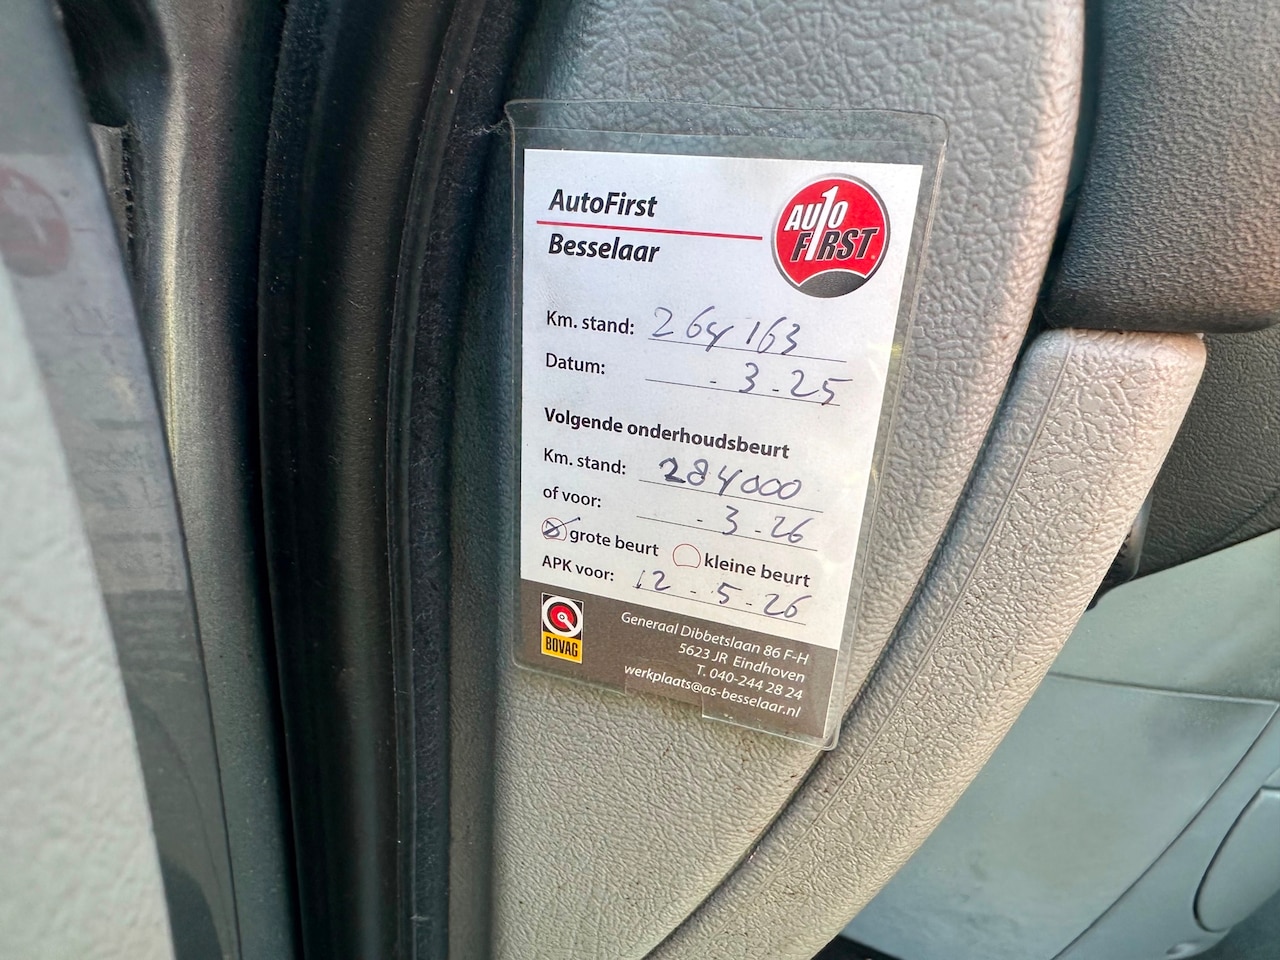 AutoFirst
Besselaar
AUTO
FIRST
1
Km. stand: 264163
Datum: - 3 - 25
Volgende onderhoudsbeurt
Km. stand: 284000
of voor: - 3 - 26
grote beurt kleine beurt
APK voor: 12 - 5 - 26
BOVAG
Generaal Dibbetslaan 86 F-H
5623 JR Eindhoven
T. 040-244 28 24
werkplaats@as-besselaar.nl